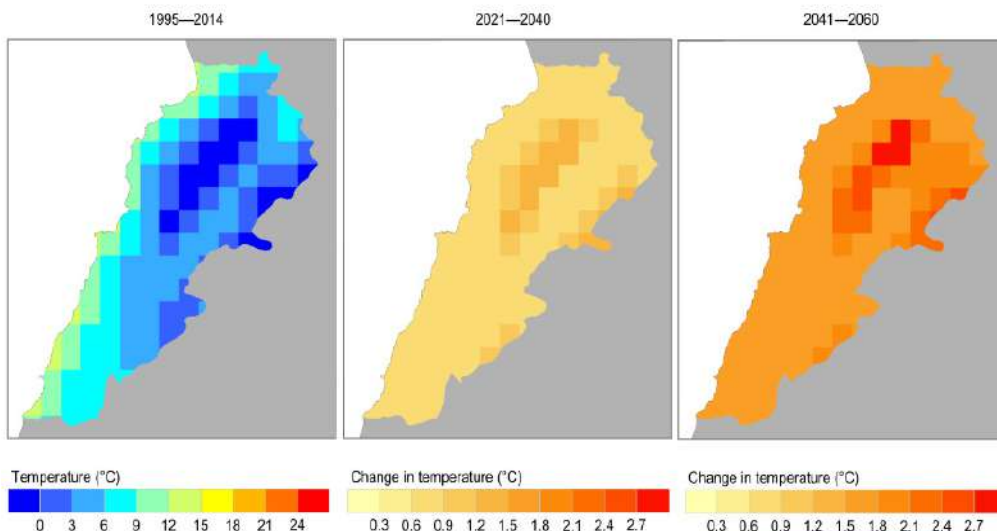 1995—2014
2021—2040
2041—2060
Temperature (°C)
0 3 6 9 12 15 18 21 24
Change in temperature (°C)
0.3 0.6 0.9 1.2 1.5 1.8 2.1 2.4 2.7
Change in temperature (°C)
0.3 0.6 0.9 1.2 1.5 1.8 2.1 2.4 2.7